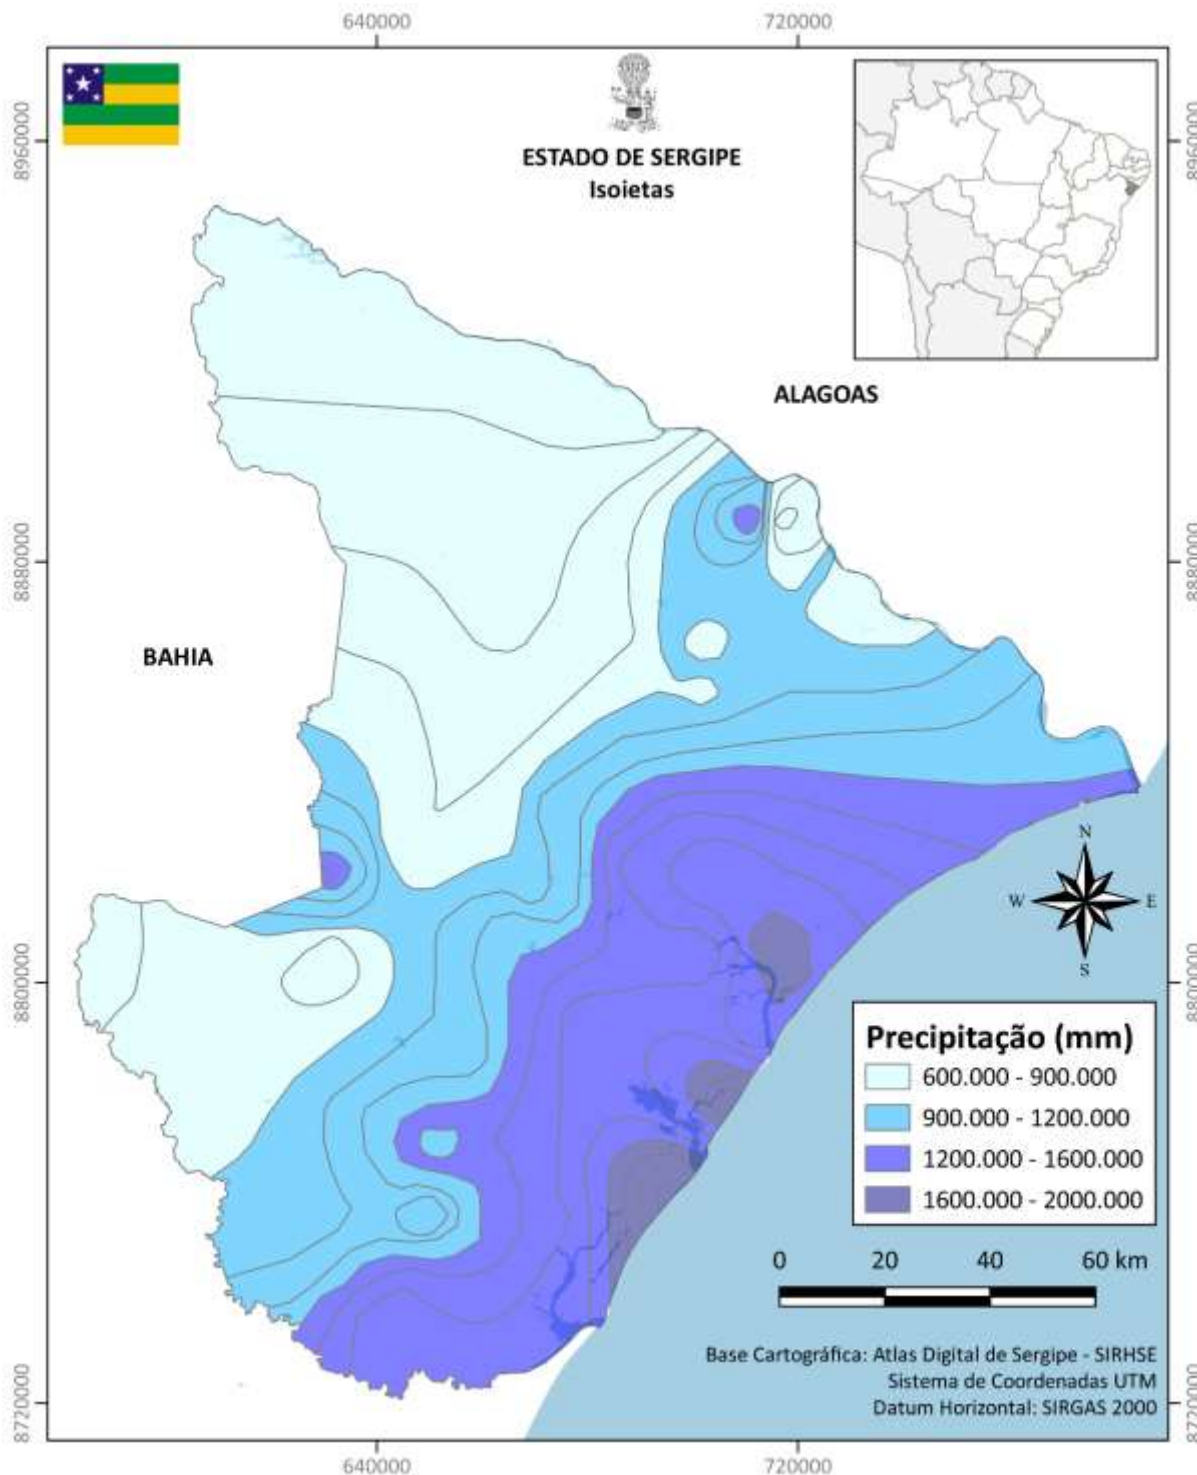 640000
720000
8960000
8960000
ESTADO DE SERGIPE
Isoietas
ALAGOAS
8880000
8880000
BAHIA
N
W
E
S
8800000
8800000
Precipitação (mm)
600.000 - 900.000
900.000 - 1200.000
1200.000 - 1600.000
1600.000 - 2000.000
0
20
40
60 km
Base Cartográfica: Atlas Digital de Sergipe - SIRHSE
Sistema de Coordenadas UTM
Datum Horizontal: SIRGAS 2000
8720000
8720000
640000
720000